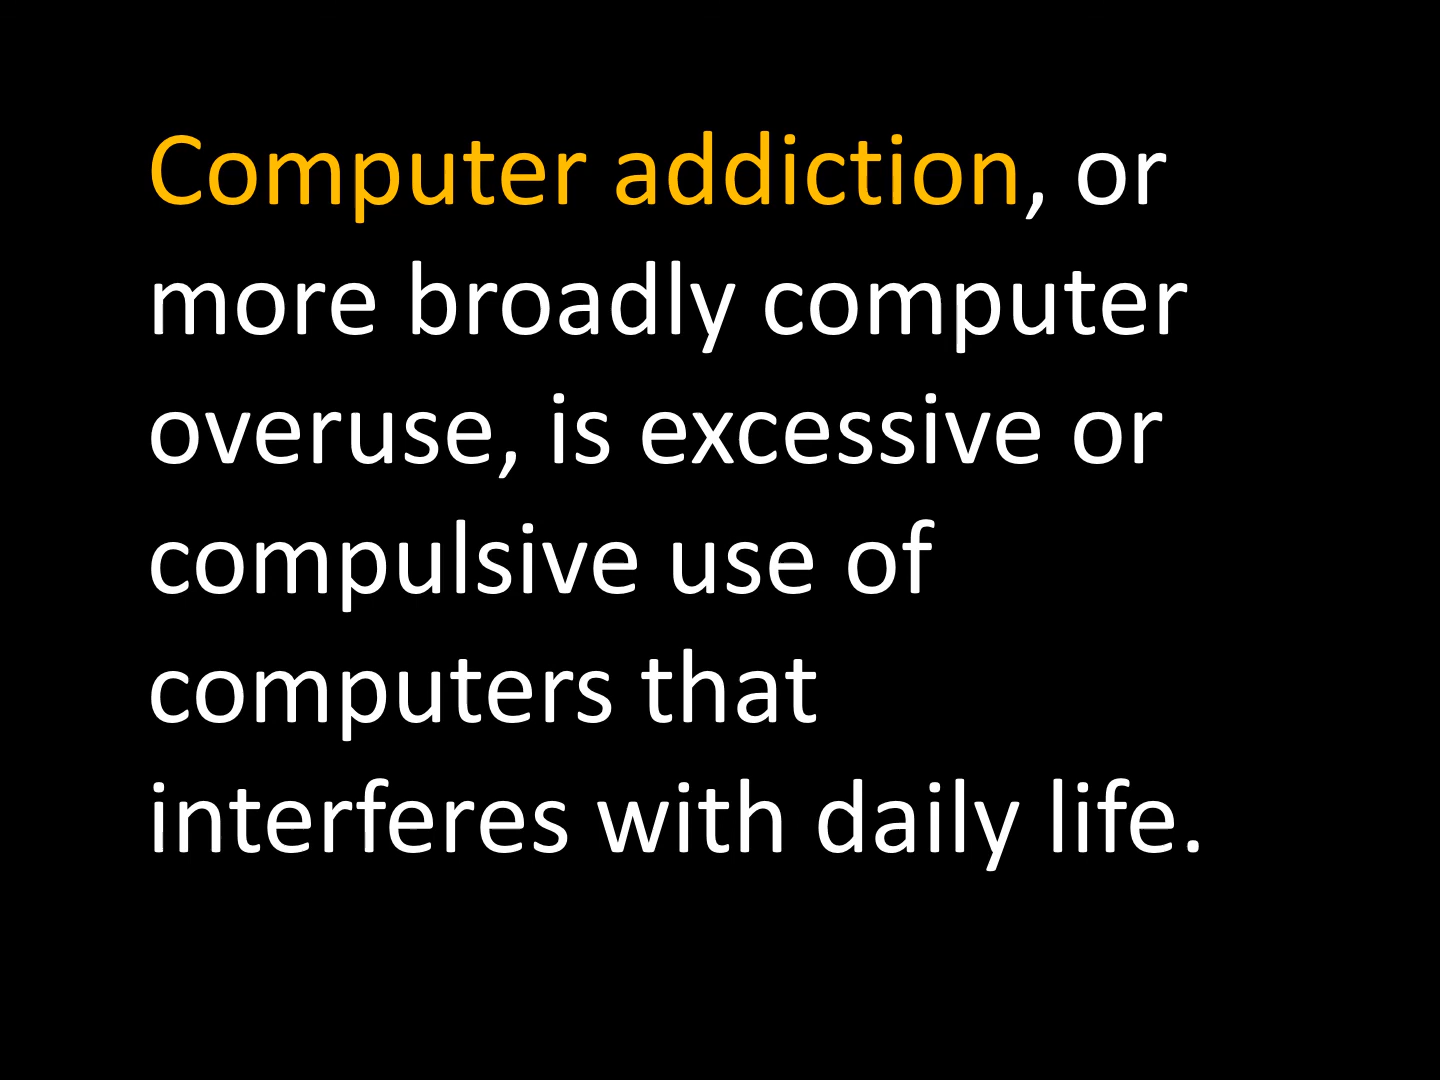 Computer addiction, or
more broadly computer
overuse, is excessive or
compulsive use of
computers that
interferes with daily life.